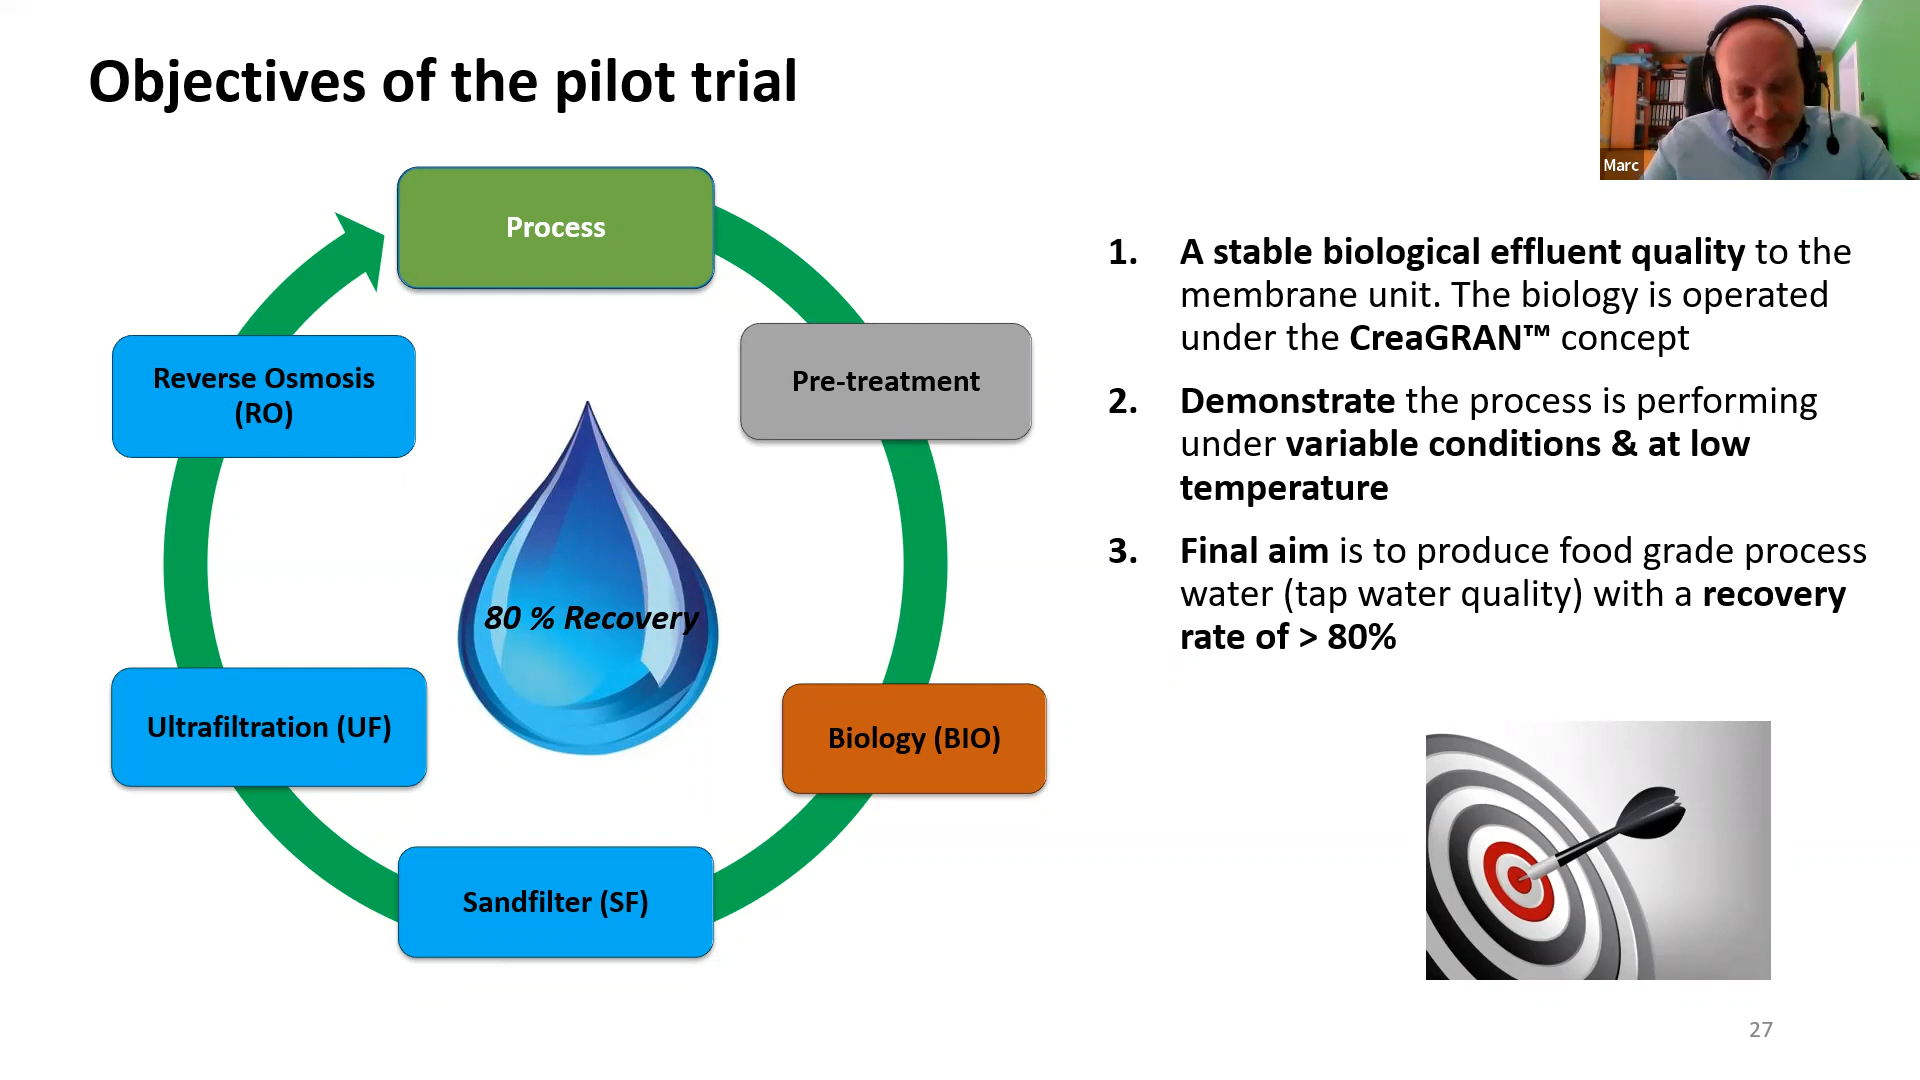 Objectives of the pilot trial
Marc
Process
Pre-treatment
Reverse Osmosis
(RO)
80 % Recovery
Ultrafiltration (UF)
Biology (BIO)
Sandfilter (SF)
1. A stable biological effluent quality to the
membrane unit. The biology is operated
under the CreaGRAN™ concept
2. Demonstrate the process is performing
under variable conditions & at low
temperature
3. Final aim is to produce food grade process
water (tap water quality) with a recovery
rate of > 80%
27